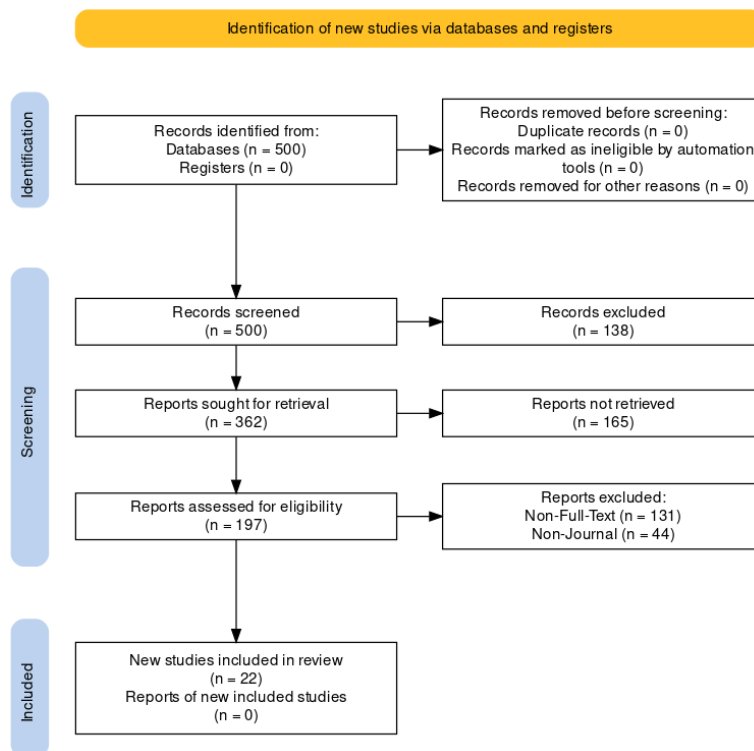 Identification of new studies via databases and registers
Identification
Records identified from:
Databases (n = 500)
Registers (n = 0)
Records removed before screening:
Duplicate records (n = 0)
Records marked as ineligible by automation
tools (n = 0)
Records removed for other reasons (n = 0)
Screening
Records screened
(n = 500)
Records excluded
(n = 138)
Reports sought for retrieval
(n = 362)
Reports not retrieved
(n = 165)
Reports assessed for eligibility
(n = 197)
Reports excluded:
Non-Full-Text (n = 131)
Non-Journal (n = 44)
Included
New studies included in review
(n = 22)
Reports of new included studies
(n = 0)